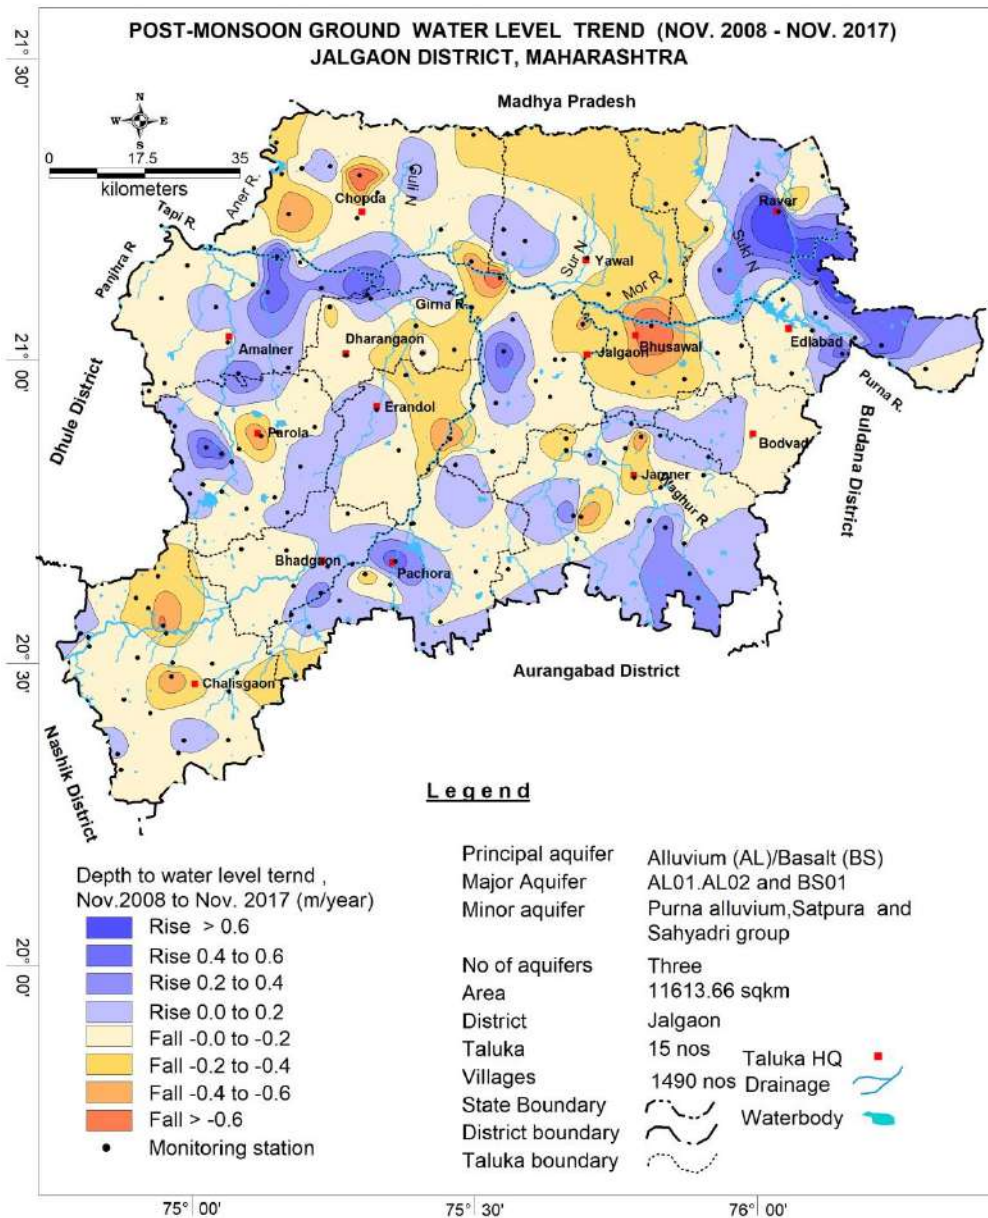 POST-MONSOON GROUND WATER LEVEL TREND (NOV. 2008 - NOV. 2017)
JALGAON DISTRICT, MAHARASHTRA
21° 30'
Madhya Pradesh
N
W E
S
0 17.5 35
kilometers
Aner R.
Chopda
Guli N
Raver
Tapi R.
Panjhra R
Sur N
Yawal
Suki N
Mor R
Girna R.
Amalner
Dharangaon
Jalgaon
Bhusawal
Edlabad
21° 00'
Purna R.
Dhule District
Erandol
Parola
Bodvad
Buldana District
Jamner
Waghur R.
Bhadgaon
Pachora
20° 30'
Aurangabad District
Chalisgaon
Nashik District
Legend
Depth to water level ternd ,
Nov.2008 to Nov. 2017 (m/year)
Rise > 0.6
Rise 0.4 to 0.6
Rise 0.2 to 0.4
Rise 0.0 to 0.2
Fall -0.0 to -0.2
Fall -0.2 to -0.4
Fall -0.4 to -0.6
Fall > -0.6
Monitoring station
Principal aquifer Alluvium (AL)/Basalt (BS)
Major Aquifer AL01.AL02 and BS01
Minor aquifer Purna alluvium,Satpura and
Sahyadri group
No of aquifers Three
Area 11613.66 sqkm
District Jalgaon
Taluka 15 nos
Villages 1490 nos
State Boundary
District boundary
Taluka boundary
Taluka HQ
Drainage
Waterbody
20° 00'
75° 00' 75° 30' 76° 00'